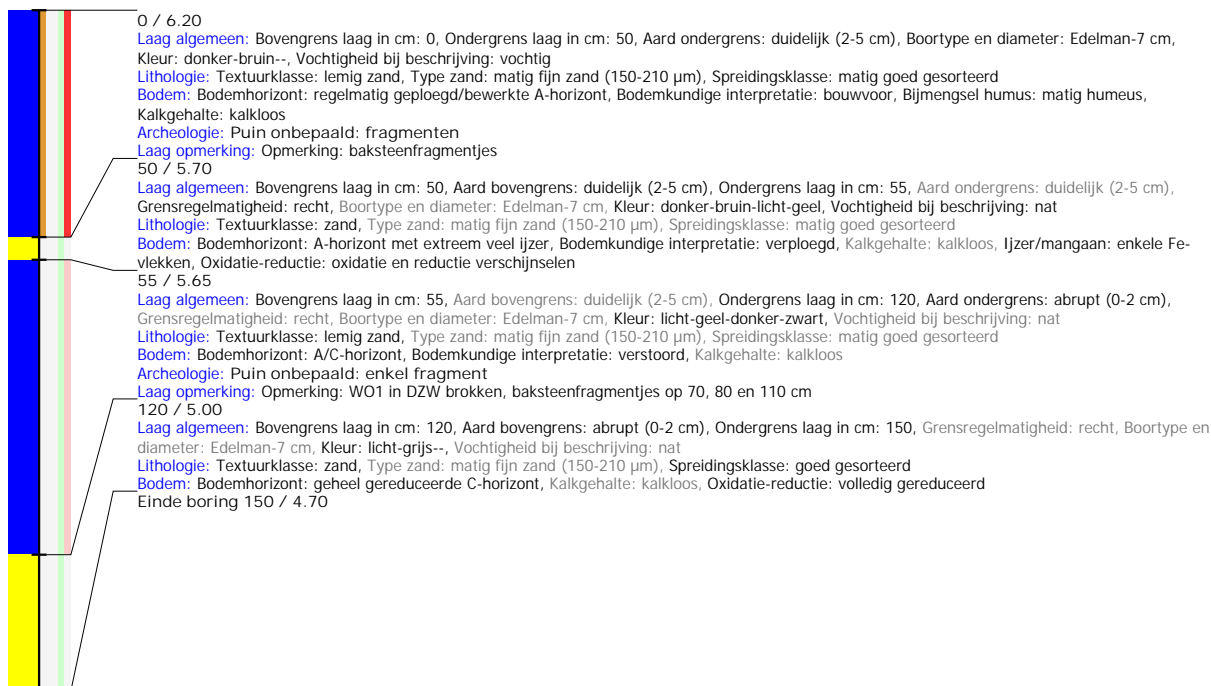 0 / 6.20
Laag algemeen: Bovengrens laag in cm: 0, Ondergrens laag in cm: 50, Aard ondergrens: duidelijk (2-5 cm), Boortype en diameter: Edelman-7 cm,
Kleur: donker-bruin--, Vochtigheid bij beschrijving: vochtig
Lithologie: Textuurklasse: lemig zand, Type zand: matig fijn zand (150-210 µm), Spreidingsklasse: matig goed gesorteerd
Bodem: Bodemhorizont: regelmatig geploegd/bewerkte A-horizont, Bodemkundige interpretatie: bouwvoor, Bijmengsel humus: matig humeus,
Kalkgehalte: kalkloos
Archeologie: Puin onbepaald: fragmenten
Laag opmerking: Opmerking: baksteenfragmentjes
50 / 5.70
Laag algemeen: Bovengrens laag in cm: 50, Aard bovengrens: duidelijk (2-5 cm), Ondergrens laag in cm: 55, Aard ondergrens: duidelijk (2-5 cm),
Grensregelmatigheid: recht, Boortype en diameter: Edelman-7 cm, Kleur: donker-bruin-licht-geel, Vochtigheid bij beschrijving: nat
Lithologie: Textuurklasse: zand, Type zand: matig fijn zand (150-210 µm), Spreidingsklasse: matig goed gesorteerd
Bodem: Bodemhorizont: A-horizont met extreem veel ijzer, Bodemkundige interpretatie: verploegd, Kalkgehalte: kalkloos, Ijzer/mangaan: enkele Fe-
vlekken, Oxidatie-reductie: oxidatie en reductie verschijnselen
55 / 5.65
Laag algemeen: Bovengrens laag in cm: 55, Aard bovengrens: duidelijk (2-5 cm), Ondergrens laag in cm: 120, Aard ondergrens: abrupt (0-2 cm),
Grensregelmatigheid: recht, Boortype en diameter: Edelman-7 cm, Kleur: licht-geel-donker-zwart, Vochtigheid bij beschrijving: nat
Lithologie: Textuurklasse: lemig zand, Type zand: matig fijn zand (150-210 µm), Spreidingsklasse: matig goed gesorteerd
Bodem: Bodemhorizont: A/C-horizont, Bodemkundige interpretatie: verstoord, Kalkgehalte: kalkloos
Archeologie: Puin onbepaald: enkel fragment
Laag opmerking: Opmerking: WO1 in DZW brokken, baksteenfragmentjes op 70, 80 en 110 cm
120 / 5.00
Laag algemeen: Bovengrens laag in cm: 120, Aard bovengrens: abrupt (0-2 cm), Ondergrens laag in cm: 150, Grensregelmatigheid: recht, Boortype en
diameter: Edelman-7 cm, Kleur: licht-grijs--, Vochtigheid bij beschrijving: nat
Lithologie: Textuurklasse: zand, Type zand: matig fijn zand (150-210 µm), Spreidingsklasse: goed gesorteerd
Bodem: Bodemhorizont: geheel gereduceerde C-horizont, Kalkgehalte: kalkloos, Oxidatie-reductie: volledig gereduceerd
Einde boring 150 / 4.70